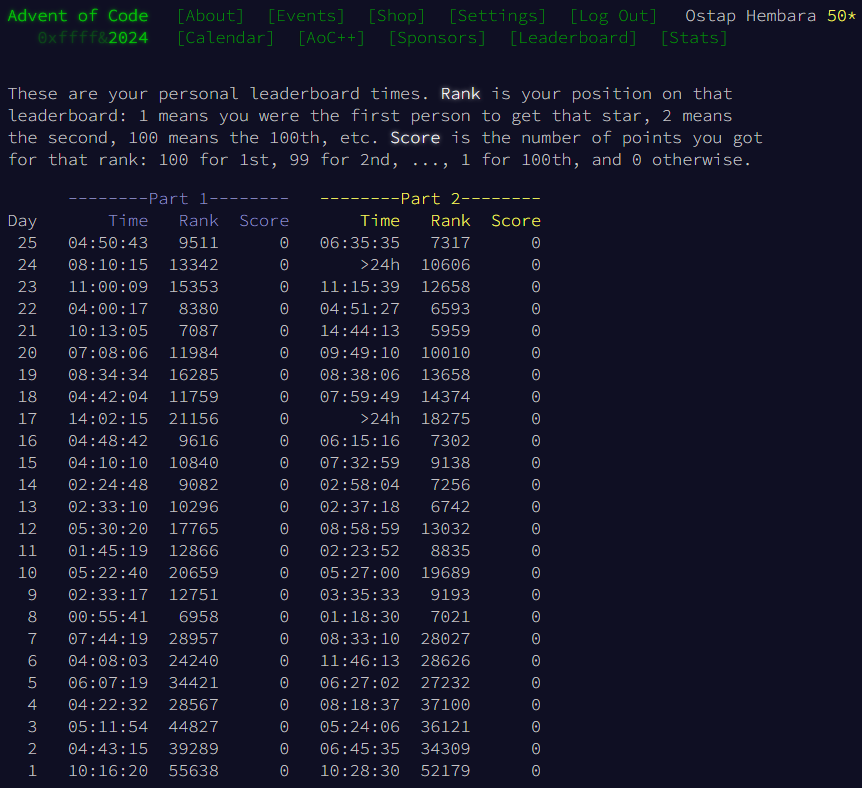 Advent of Code [About] [Events] [Shop] [Settings] [Log Out] Ostap Hembara 50*
0xffff&2024 [Calendar] [AoC++] [Sponsors] [Leaderboard] [Stats]
These are your personal leaderboard times. Rank is your position on that
leaderboard: 1 means you were the first person to get that star, 2 means
the second, 100 means the 100th, etc. Score is the number of points you got
for that rank: 100 for 1st, 99 for 2nd, ..., 1 for 100th, and 0 otherwise.
--------Part 1-------- --------Part 2--------
Day Time Rank Score Time Rank Score
25 04:50:43 9511 0 06:35:35 7317 0
24 08:10:15 13342 0 >24h 10606 0
23 11:00:09 15353 0 11:15:39 12658 0
22 04:00:17 8380 0 04:51:27 6593 0
21 10:13:05 7087 0 14:44:13 5959 0
20 07:08:06 11984 0 09:49:10 10010 0
19 08:34:34 16285 0 08:38:06 13658 0
18 04:42:04 11759 0 07:59:49 14374 0
17 14:02:15 21156 0 >24h 18275 0
16 04:48:42 9616 0 06:15:16 7302 0
15 04:10:10 10840 0 07:32:59 9138 0
14 02:24:48 9082 0 02:58:04 7256 0
13 02:33:10 10296 0 02:37:18 6742 0
12 05:30:20 17765 0 08:58:59 13032 0
11 01:45:19 12866 0 02:23:52 8835 0
10 05:22:40 20659 0 05:27:00 19689 0
9 02:33:17 12751 0 03:35:33 9193 0
8 00:55:41 6958 0 01:18:30 7021 0
7 07:44:19 28957 0 08:33:10 28027 0
6 04:08:03 24240 0 11:46:13 28626 0
5 06:07:19 34421 0 06:27:02 27232 0
4 04:22:32 28567 0 08:18:37 37100 0
3 05:11:54 44827 0 05:24:06 36121 0
2 04:43:15 39289 0 06:45:35 34309 0
1 10:16:20 55638 0 10:28:30 52179 0